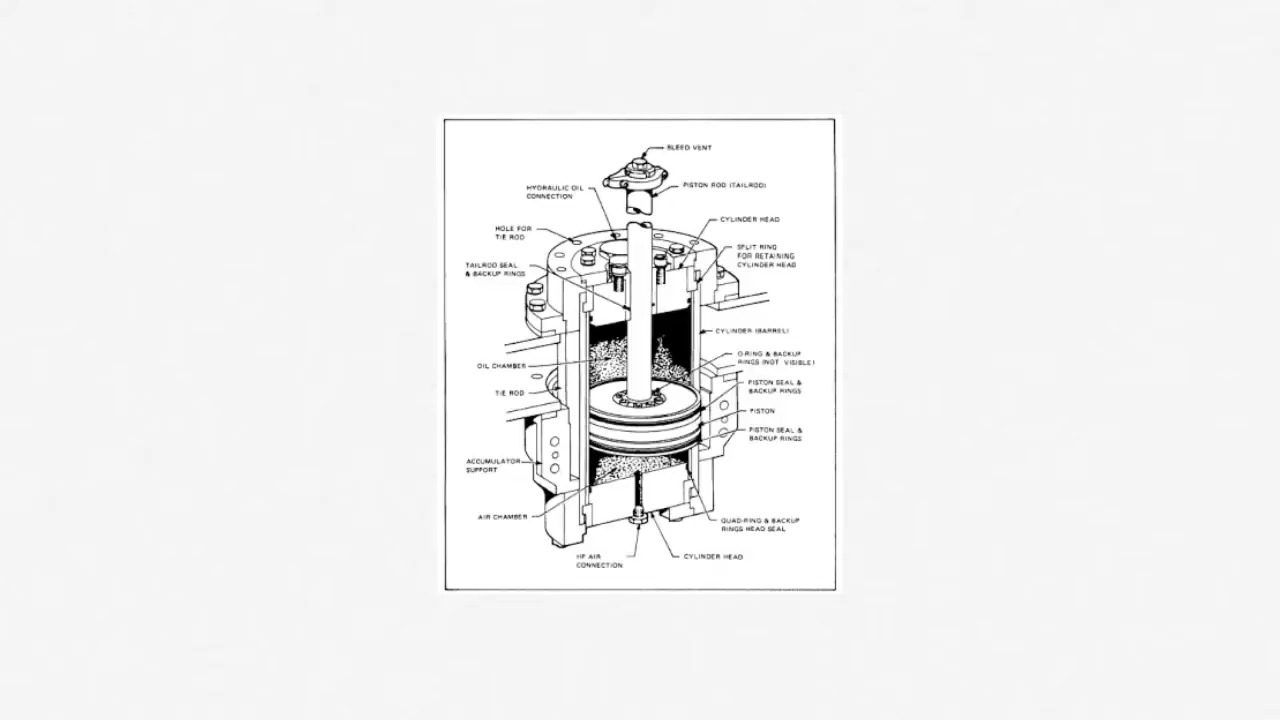 BLEED VENT
HYDRAULIC OIL
CONNECTION
PISTON ROD (TAILROD)
HOLE FOR
TIE ROD
CYLINDER HEAD
TAILROD SEAL
& BACKUP RINGS
SPLIT RING
FOR RETAINING
CYLINDER HEAD
CYLINDER (BARREL)
OIL CHAMBER
O-RING & BACKUP
RINGS (NOT VISIBLE)
TIE ROD
PISTON SEAL &
BACKUP RINGS
PISTON
PISTON SEAL &
BACKUP RINGS
ACCUMULATOR
SUPPORT
AIR CHAMBER
QUAD-RING & BACKUP
RINGS HEAD SEAL
HP AIR
CONNECTION
CYLINDER HEAD